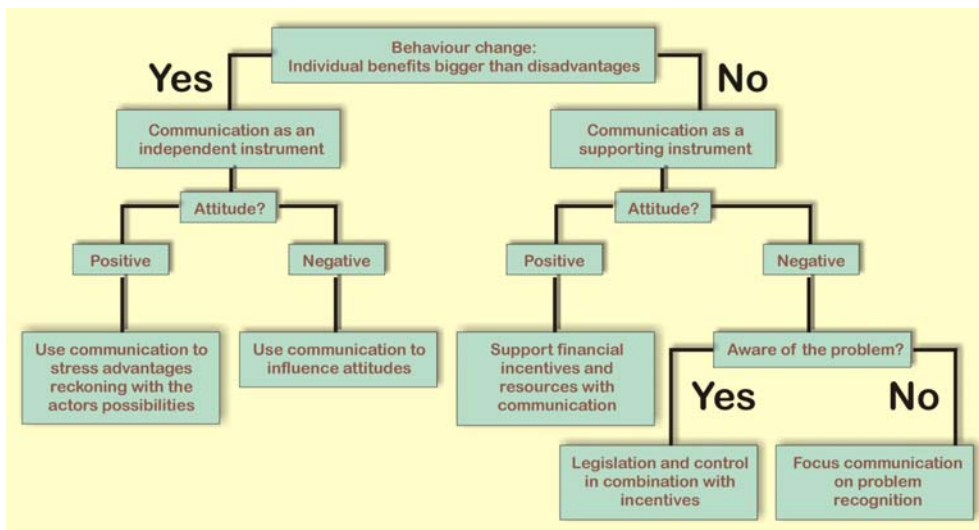 Behaviour change:
Individual benefits bigger than disadvantages
Yes
No
Communication as an
independent instrument
Communication as a
supporting instrument
Attitude?
Attitude?
Positive
Negative
Positive
Negative
Use communication to
stress advantages
reckoning with the
actors possibilities
Use communication to
influence attitudes
Support financial
incentives and
resources with
communication
Aware of the problem?
Yes
No
Legislation and control
in combination with
incentives
Focus communication
on problem
recognition